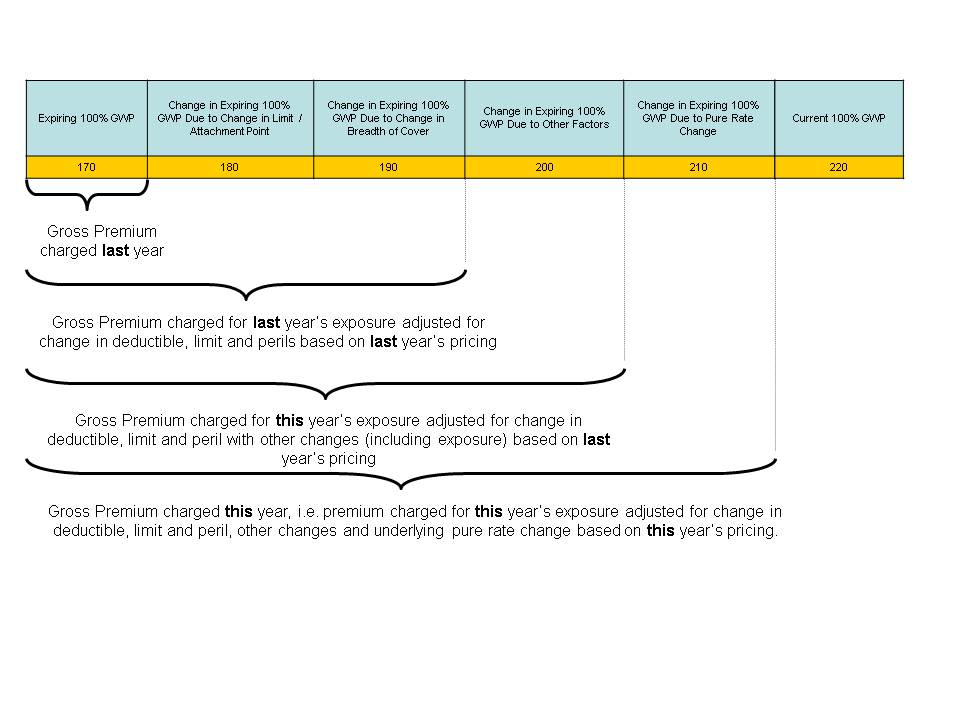 Expiring 100% GWP
Change in Expiring 100%
GWP Due to Change in Limit /
Attachment Point
Change in Expiring 100%
GWP Due to Change in
Breadth of Cover
Change in Expiring 100%
GWP Due to Other Factors
Change in Expiring 100%
GWP Due to Pure Rate
Change
Current 100% GWP
170
180
190
200
210
220
Gross Premium
charged last year
Gross Premium charged for last year's exposure adjusted for
change in deductible, limit and perils based on last year's pricing
Gross Premium charged for this year's exposure adjusted for change in
deductible, limit and peril with other changes (including exposure) based on last
year's pricing
Gross Premium charged this year, i.e. premium charged for this year's exposure adjusted for change in
deductible, limit and peril, other changes and underlying pure rate change based on this year's pricing.